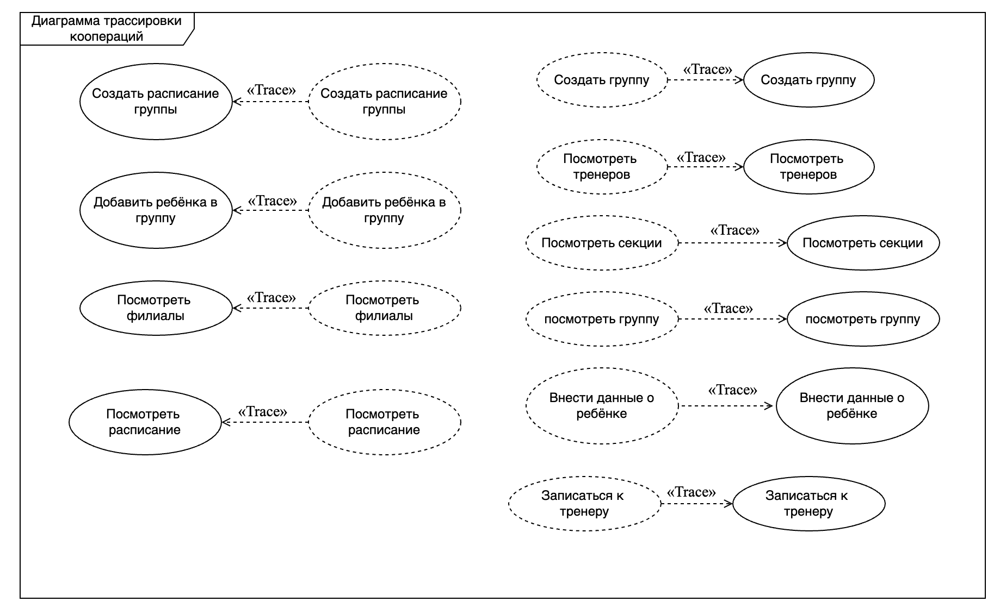 Диаграмма трассировки
коопераций
Создать расписание
группы
«Trace»
Создать расписание
группы
Добавить ребёнка в
группу
«Trace»
Добавить ребёнка в
группу
Посмотреть
филиалы
«Trace»
Посмотреть
филиалы
Посмотреть
расписание
«Trace»
Посмотреть
расписание
Создать группу
«Trace»
Создать группу
Посмотреть
тренеров
«Trace»
Посмотреть
тренеров
Посмотреть секции
«Trace»
Посмотреть секции
посмотреть группу
«Trace»
посмотреть группу
Внести данные о
ребёнке
«Trace»
Внести данные о
ребёнке
Записаться к
тренеру
«Trace»
Записаться к
тренеру